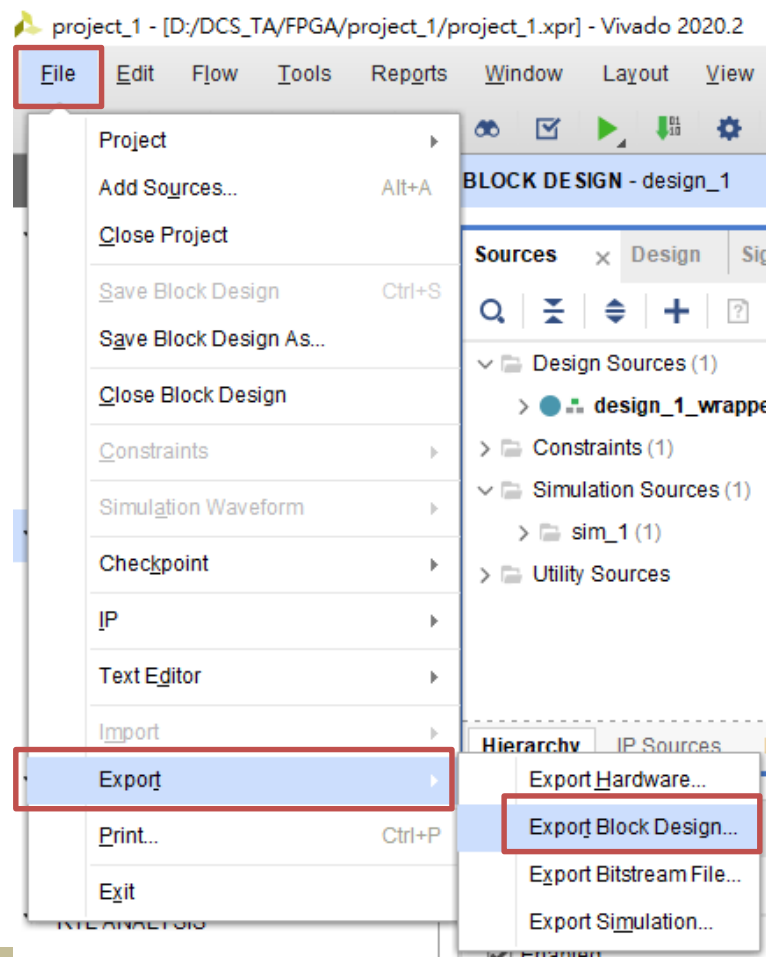 project_1 - [D:/DCS_TA/FPGA/project_1/project_1.xpr] - Vivado 2020.2
File Edit Flow Tools Reports Window Layout View
BLOCK DESIGN - design_1
Project
Add Sources... Alt+A
Close Project
Save Block Design Ctrl+S
Save Block Design As...
Close Block Design
Constraints
Simulation Waveform
Checkpoint
IP
Text Editor
Import
Export
Print... Ctrl+P
Exit
RTL ANALYSIS
Sources Design Sig
Design Sources (1)
design_1_wrappe
Constraints (1)
Simulation Sources (1)
sim_1 (1)
Utility Sources
Hierarchy IP Sources
Export Hardware...
Export Block Design...
Export Bitstream File...
Export Simulation...
Enabled